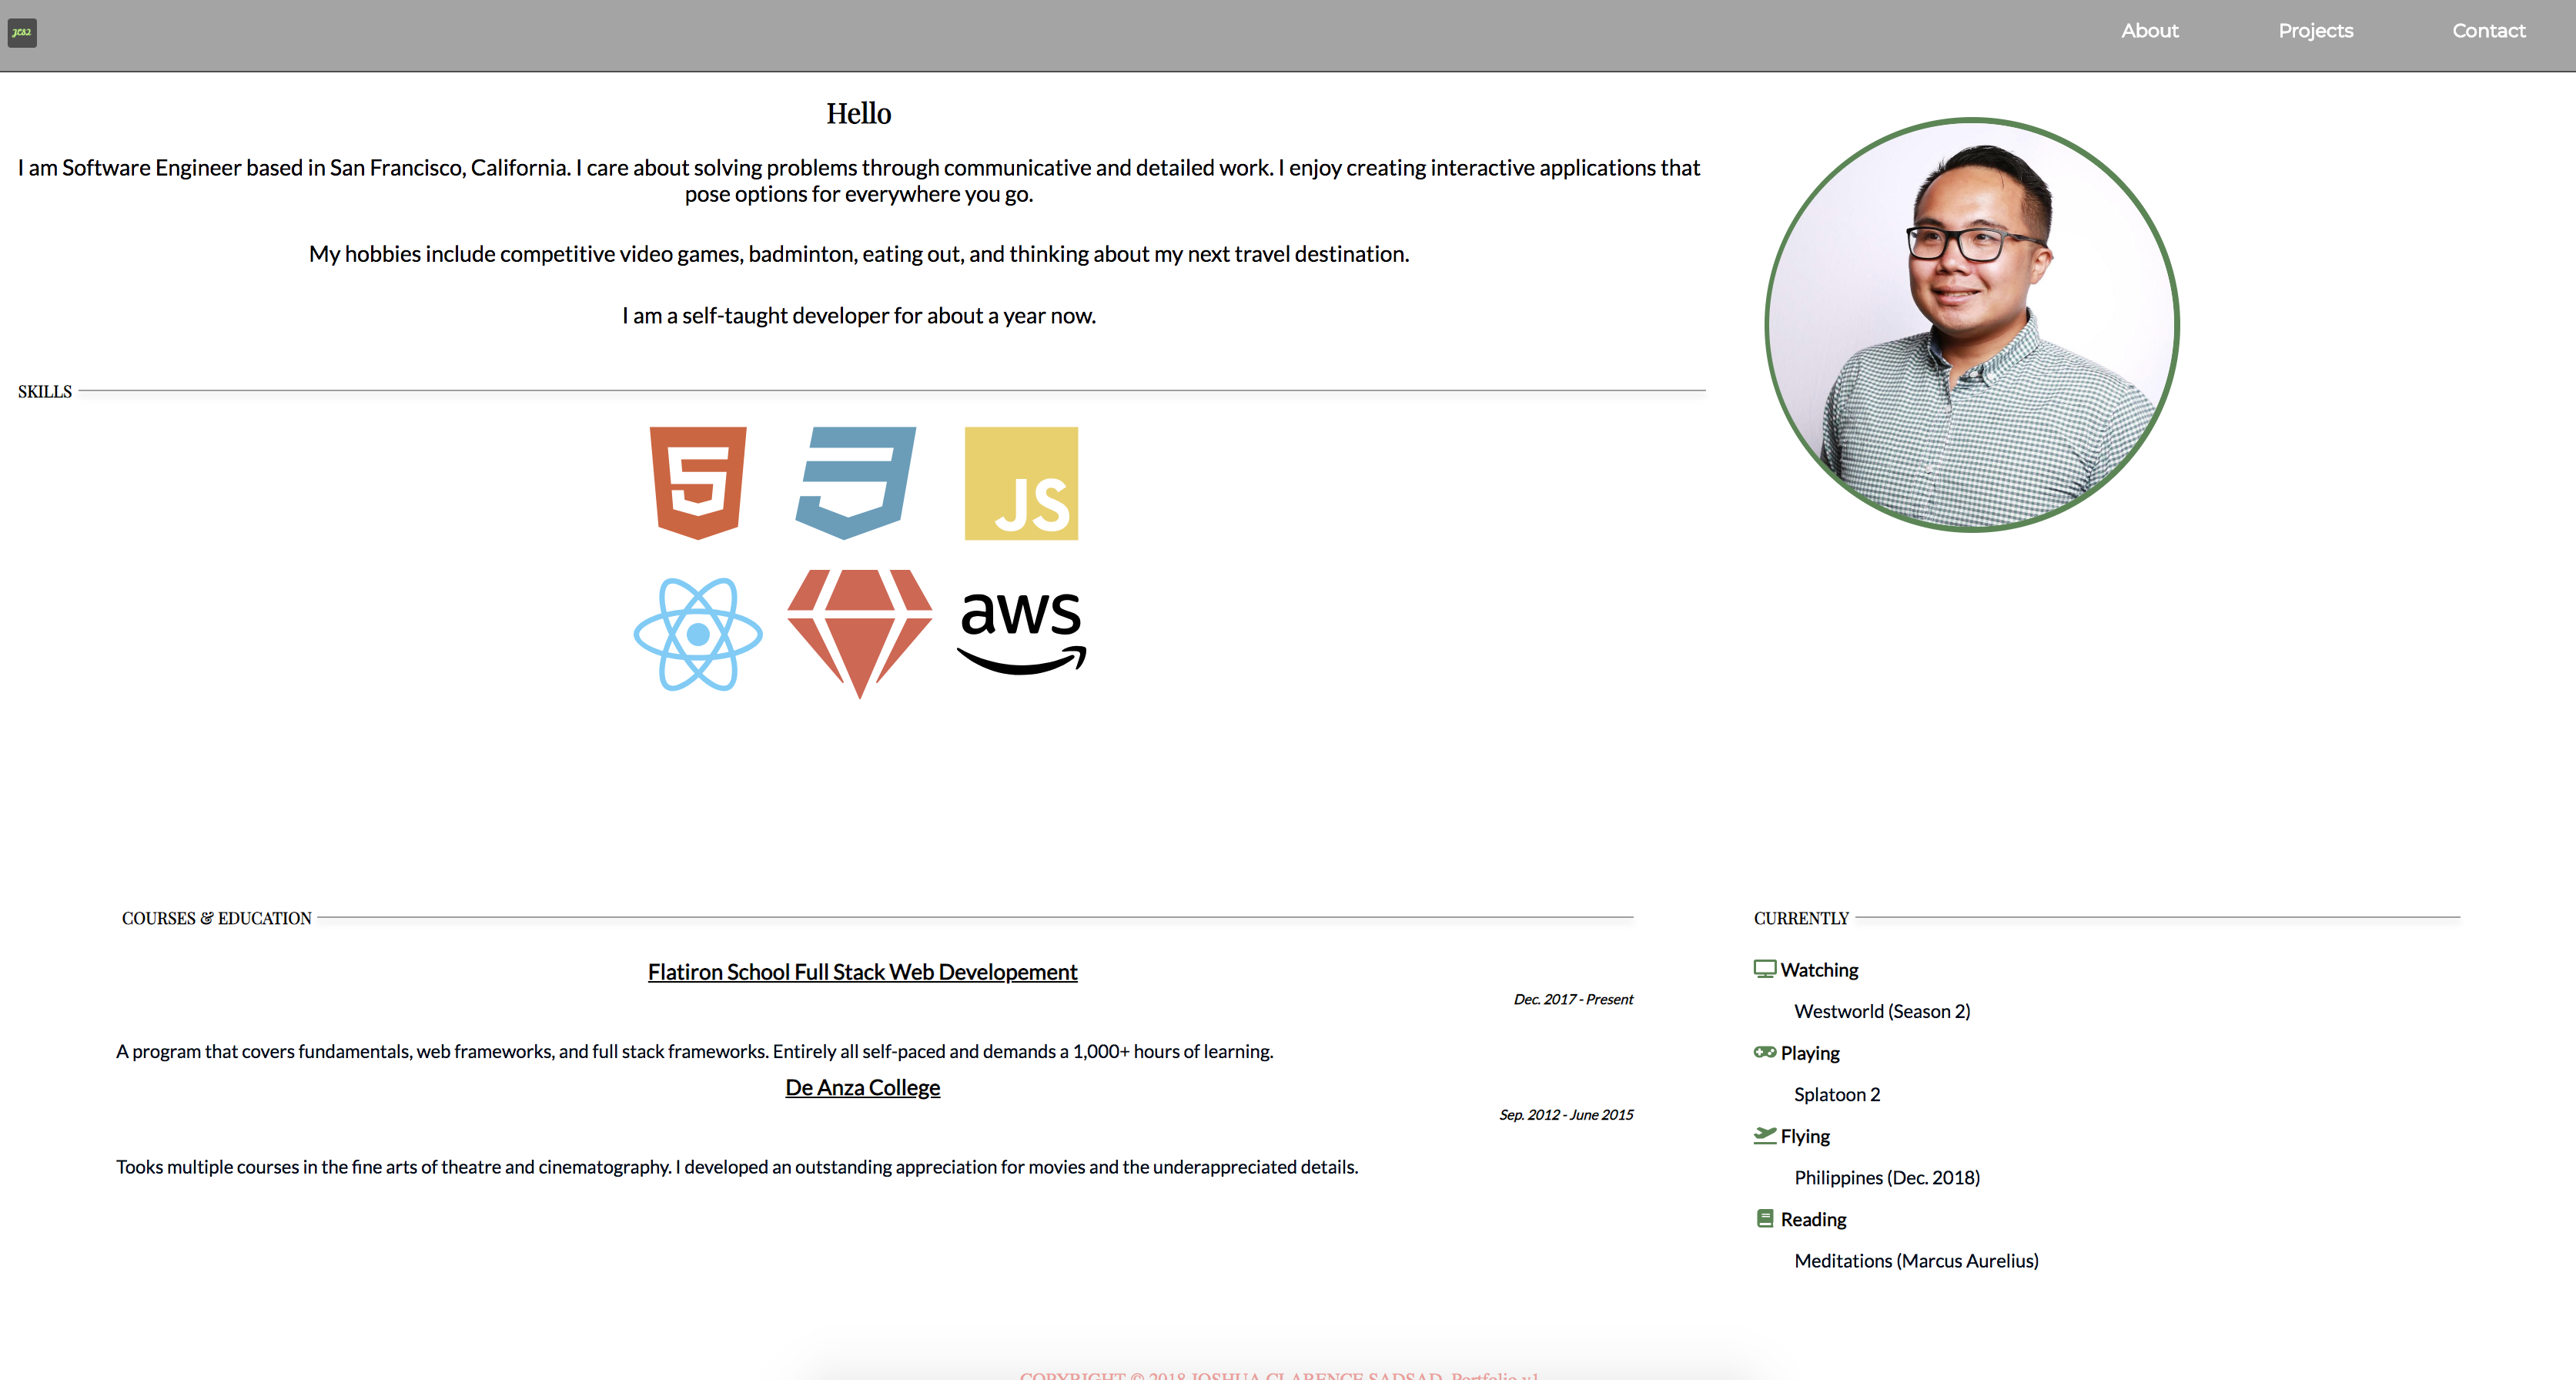 JCS2
About
Projects
Contact
Hello
I am Software Engineer based in San Francisco, California. I care about solving problems through communicative and detailed work. I enjoy creating interactive applications that
pose options for everywhere you go.
My hobbies include competitive video games, badminton, eating out, and thinking about my next travel destination.
I am a self-taught developer for about a year now.
SKILLS
5
JS
aws
COURSES & EDUCATION
Flatiron School Full Stack Web Developement
Dec. 2017 - Present
A program that covers fundamentals, web frameworks, and full stack frameworks. Entirely all self-paced and demands a 1,000+ hours of learning.
De Anza College
Sep. 2012 - June 2015
Tooks multiple courses in the fine arts of theatre and cinematography. I developed an outstanding appreciation for movies and the underappreciated details.
CURRENTLY
Watching
Westworld (Season 2)
Playing
Splatoon 2
Flying
Philippines (Dec. 2018)
Reading
Meditations (Marcus Aurelius)
COPYRIGHT © 2018 JOSHUA CLARENCE SADSAD. Portfolio v1